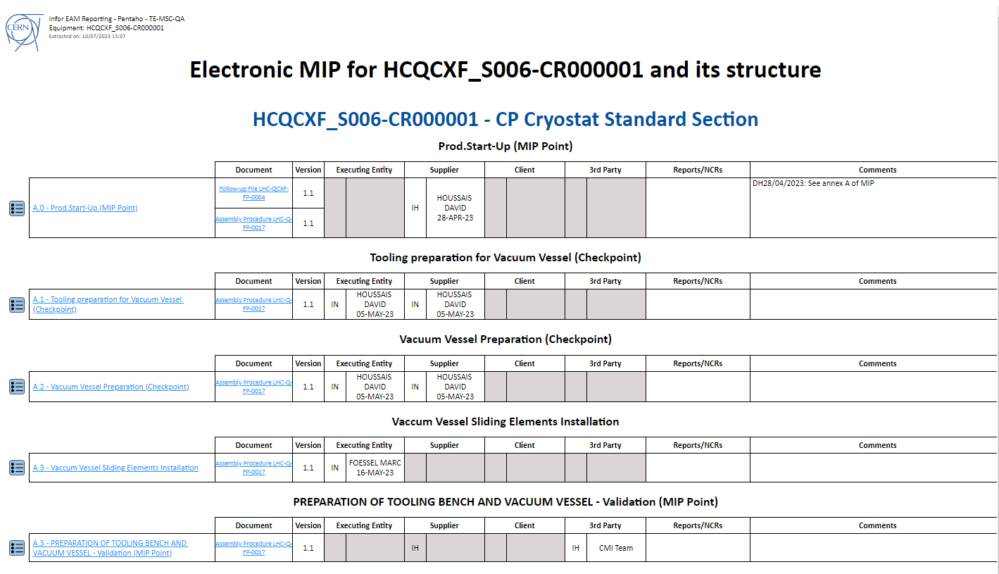 CERN
Infor EAM Reporting - Pentaho - TE-MSC-QA
Equipment: HCQCXF_S006-CR000001
Extracted on: 10/07/2023 15:07
Electronic MIP for HCQCXF_S006-CR000001 and its structure
HCQCXF_S006-CR000001 - CP Cryostat Standard Section
Prod.Start-Up (MIP Point)
Document Version Executing Entity Supplier Client 3rd Party Reports/NCRs Comments
A.0 - Prod.Start-Up (MIP Point)
Follow-up File LHC-QCXF-
FP-0004
1.1
Assembly Procedure LHC-Q-
FP-0017
1.1
IH
HOUSSAIS
DAVID
28-APR-23
DH28/04/2023: See annex A of MIP
Tooling preparation for Vacuum Vessel (Checkpoint)
Document Version Executing Entity Supplier Client 3rd Party Reports/NCRs Comments
A.1 - Tooling preparation for Vacuum Vessel
(Checkpoint)
Assembly Procedure LHC-Q-
FP-0017
1.1
IN
HOUSSAIS
DAVID
05-MAY-23
IN
HOUSSAIS
DAVID
05-MAY-23
Vacuum Vessel Preparation (Checkpoint)
Document Version Executing Entity Supplier Client 3rd Party Reports/NCRs Comments
A.2 - Vacuum Vessel Preparation (Checkpoint)
Assembly Procedure LHC-Q-
FP-0017
1.1
IN
HOUSSAIS
DAVID
05-MAY-23
IN
HOUSSAIS
DAVID
05-MAY-23
Vaccum Vessel Sliding Elements Installation
Document Version Executing Entity Supplier Client 3rd Party Reports/NCRs Comments
A.3 - Vaccum Vessel Sliding Elements Installation
Assembly Procedure LHC-Q-
FP-0017
1.1
IN
FOESSEL MARC
16-MAY-23
PREPARATION OF TOOLING BENCH AND VACUUM VESSEL - Validation (MIP Point)
Document Version Executing Entity Supplier Client 3rd Party Reports/NCRs Comments
A.3 - PREPARATION OF TOOLING BENCH AND
VACUUM VESSEL - Validation (MIP Point)
Assembly Procedure LHC-Q-
FP-0017
1.1
IH
IH
CMI Team